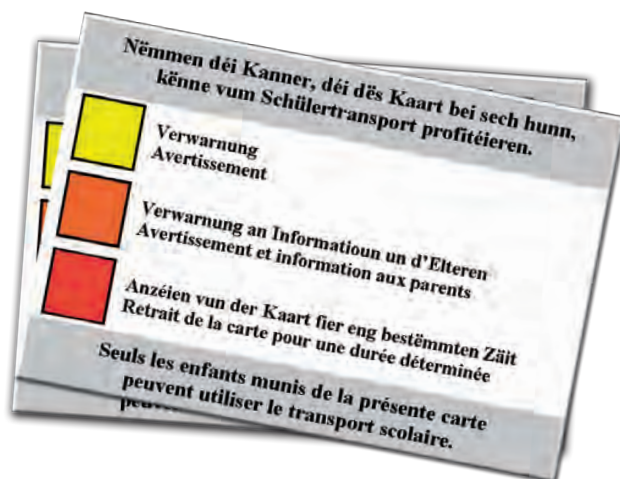 Nëmmen déi Kanner, déi dës Kaart bei sech hunn,
kënne vum Schülertransport profitéieren.
Verwarnung
Avertissement
Verwarnung an Informatioun un d'Elteren
Avertissement et information aux parents
Anzéien vun der Kaart fier eng bestëmmten Zäit
Retrait de la carte pour une durée déterminée
Seuls les enfants munis de la présente carte
peuvent utiliser le transport scolaire.